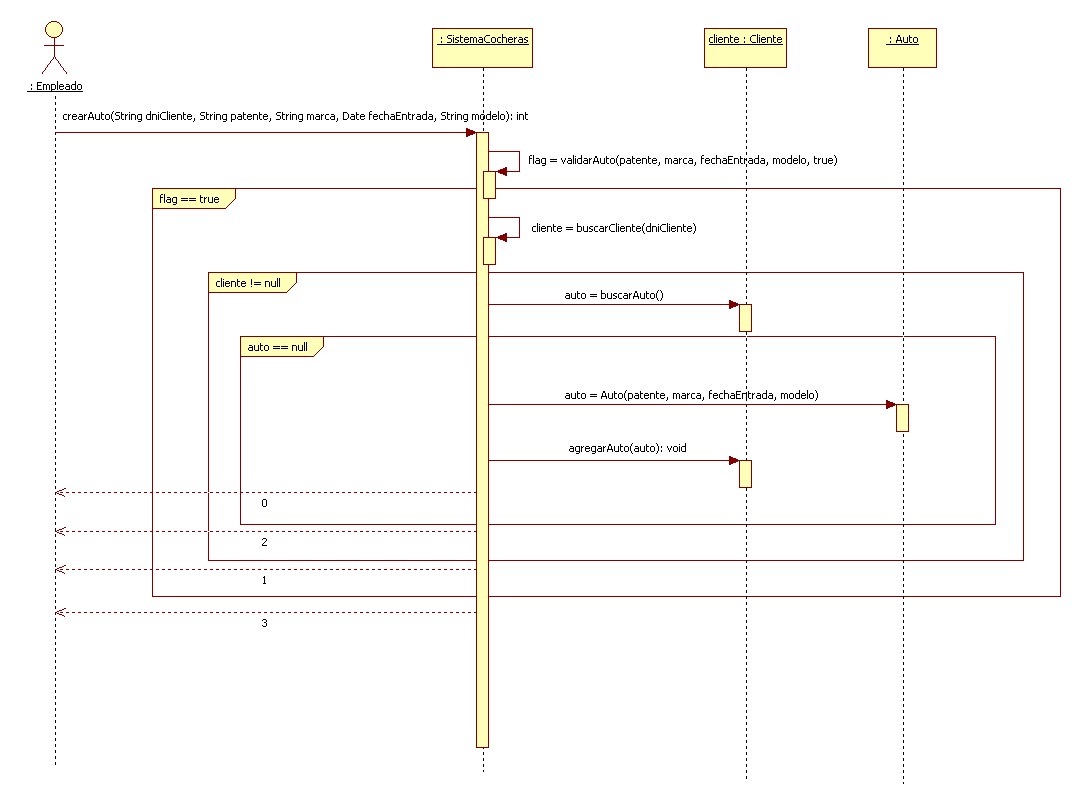 : SistemaCocheras
cliente : Cliente
: Auto
: Empleado
crearAuto(String dniCliente, String patente, String marca, Date fechaEntrada, String modelo): int
flag = validarAuto(patente, marca, fechaEntrada, modelo, true)
flag == true
cliente = buscarCliente(dniCliente)
cliente != null
auto = buscarAuto()
auto == null
auto = Auto(patente, marca, fechaEntrada, modelo)
agregarAuto(auto): void
0
2
1
3